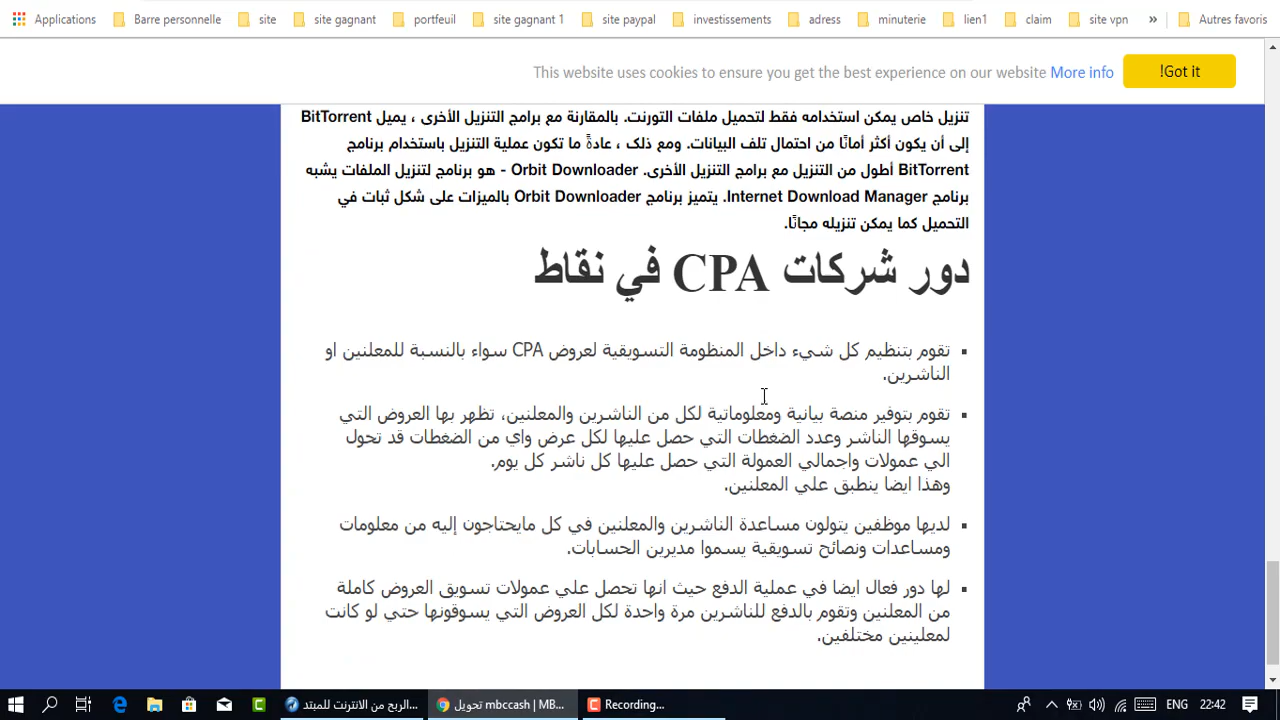 Applications
Barre personnelle
site
site gagnant
portfeuil
site gagnant 1
site paypal
investissements
adress
minuterie
lien1
claim
site vpn
»
Autres favoris
This website uses cookies to ensure you get the best experience on our website More info
!Got it
تنزيل خاص يمكن استخدامه فقط لتحميل ملفات التورنت. بالمقارنة مع برامج التنزيل الأخرى ، يميل BitTorrent
إلى أن يكون أكثر أمانًا من احتمال تلف البيانات. ومع ذلك ، عادةً ما تكون عملية التنزيل باستخدام برنامج
BitTorrent أطول من التنزيل مع برامج التنزيل الأخرى. Orbit Downloader - هو برنامج لتنزيل الملفات يشبه
برنامج Internet Download Manager. يتميز برنامج Orbit Downloader بالميزات على شكل ثبات في
التحميل كما يمكن تنزيله مجانًا.
دور شركات CPA في نقاط
تقوم بتنظيم كل شيء داخل المنظومة التسويقية لعروض CPA سواء بالنسبة للمعلنين او
الناشرين.
تقوم بتوفير منصة بيانية ومعلوماتية لكل من الناشرين والمعلنين، تظهر بها العروض التي
يسوقها الناشر وعدد الضغطات التي حصل عليها لكل عرض واي من الضغطات قد تحول
الي عمولات واجمالي العمولة التي حصل عليها كل ناشر كل يوم.
وهذا ايضا ينطبق علي المعلنين.
لديها موظفين يتولون مساعدة الناشرين والمعلنين في كل مايحتاجون إليه من معلومات
ومساعدات ونصائح تسويقية يسموا مديرين الحسابات.
لها دور فعال ايضا في عملية الدفع حيث انها تحصل علي عمولات تسويق العروض كاملة
من المعلنين وتقوم بالدفع للناشرين مرة واحدة لكل العروض التي يسوقونها حتي لو كانت
لمعلينين مختلفين.
الربح من الانترنت للمبتد...
تحويل mbccash | MB...
Recording...
ENG
22:42